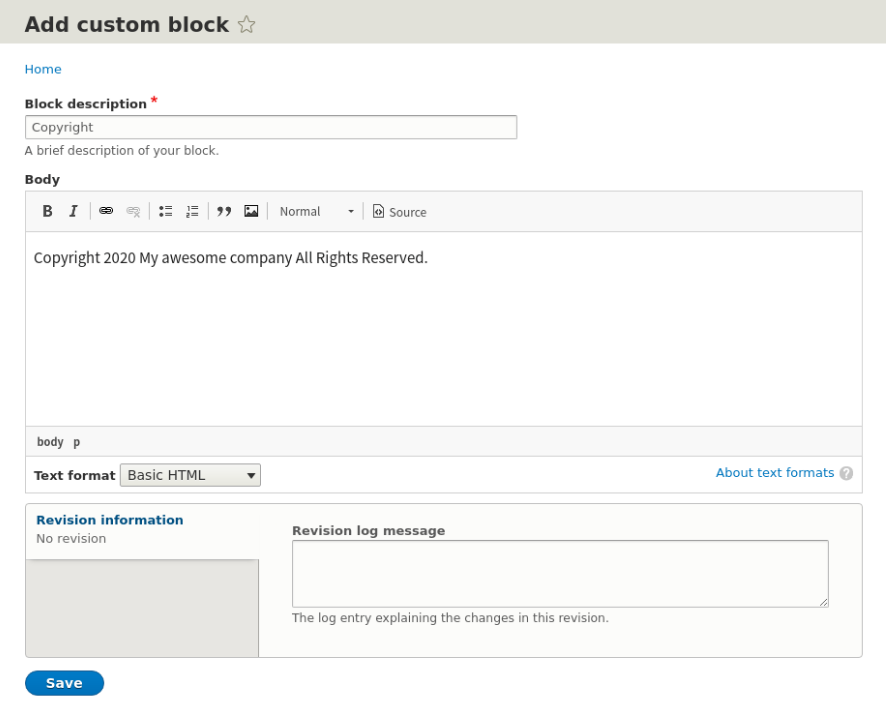 Add custom block
Home
Block description *
Copyright
A brief description of your block.
Body
B I Normal Source
Copyright 2020 My awesome company All Rights Reserved.
body p
Text format Basic HTML About text formats ?
Revision information
No revision
Revision log message
The log entry explaining the changes in this revision.
Save